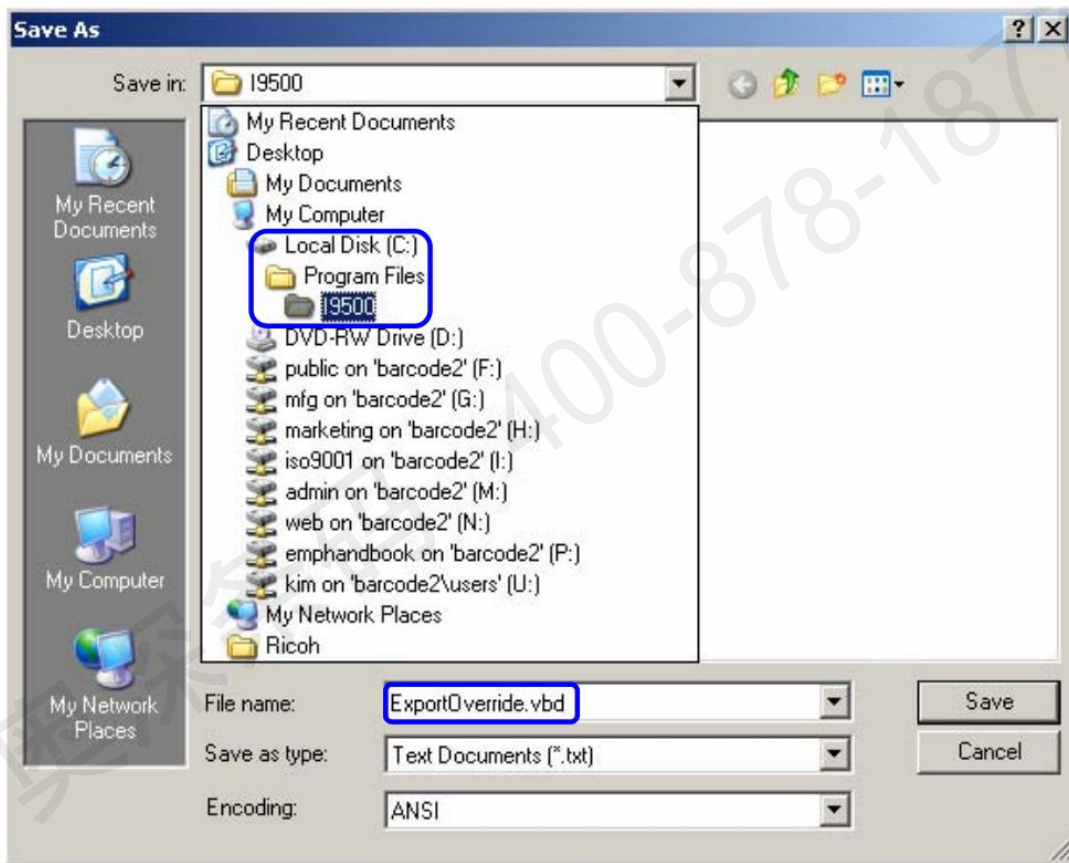 Save As
Save in: I9500
My Recent Documents
Desktop
My Documents
My Computer
Local Disk (C:)
Program Files
I9500
DVD-RW Drive (D:)
public on 'barcode2' (F:)
mfg on 'barcode2' (G:)
marketing on 'barcode2' (H:)
iso9001 on 'barcode2' (I:)
admin on 'barcode2' (M:)
web on 'barcode2' (N:)
emphandbook on 'barcode2' (P:)
kim on 'barcode2\users' (U:)
My Network Places
Ricoh
My Recent
Documents
Desktop
My Documents
My Computer
My Network
Places
File name: ExportOverride.vbd
Save
Save as type: Text Documents (*.txt)
Cancel
Encoding: ANSI
奥深条码 400-878-187